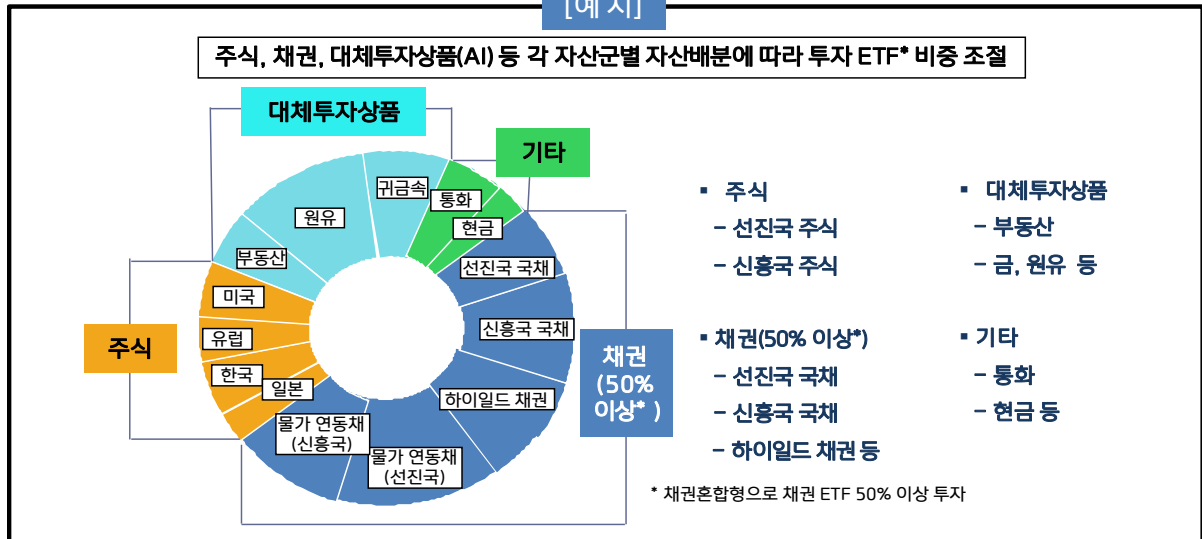 [예 시]
주식, 채권, 대체투자상품(AI) 등 각 자산군별 자산배분에 따라 투자 ETF* 비중 조절
대체투자상품
기타
귀금속
통화
원유
현금
부동산
선진국 국채
미국
신흥국 국채
유럽
주식
한국
일본
하이일드 채권
채권
(50%
이상* )
물가 연동채
(신흥국)
물가 연동채
(선진국)
▪ 주식
– 선진국 주식
– 신흥국 주식
▪ 대체투자상품
– 부동산
– 금, 원유 등
▪ 채권(50% 이상*)
– 선진국 국채
– 신흥국 국채
– 하이일드 채권 등
▪ 기타
– 통화
– 현금 등
* 채권혼합형으로 채권 ETF 50% 이상 투자